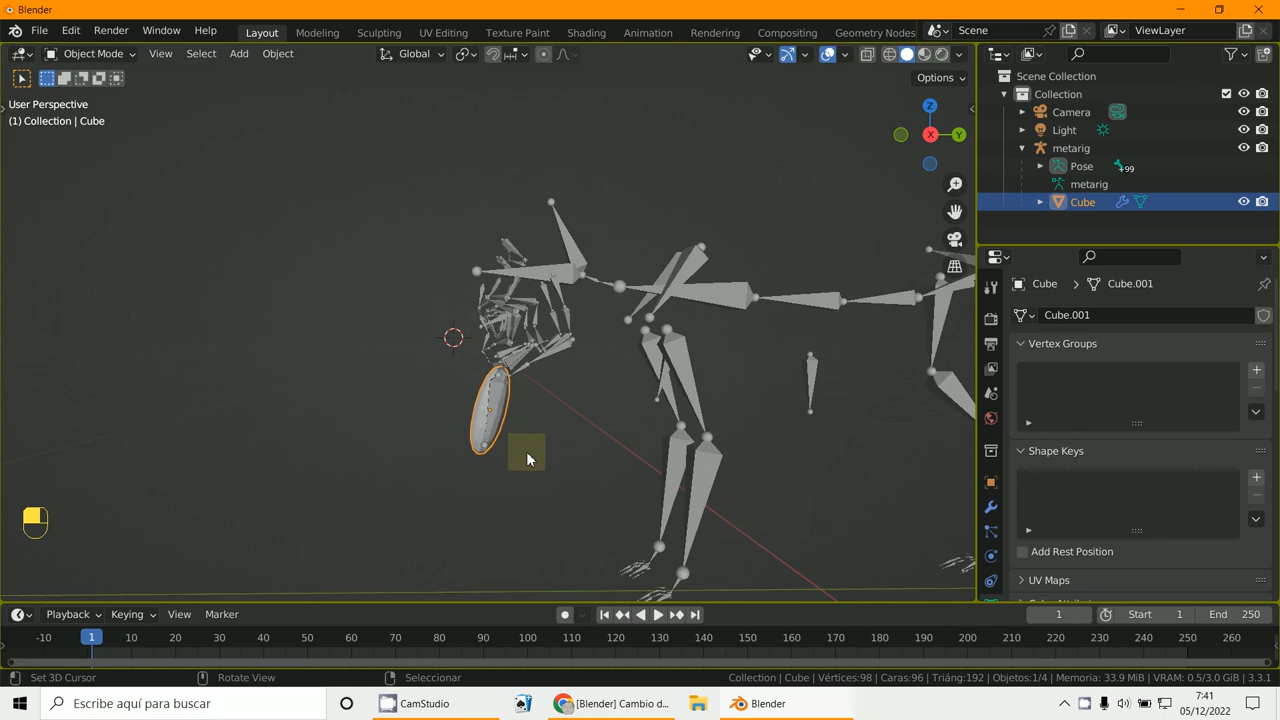 Blender
File Edit Render Window Help Layout Modeling Sculpting UV Editing Texture Paint Shading Animation Rendering Compositing Geometry Nodes Scene ViewLayer
Object Mode View Select Add Object Global
Options
User Perspective
(1) Collection | Cube
Z
X
Y
Scene Collection
Collection
Camera
Light
metarig
Pose +99
metarig
Cube
Cube Cube.001
Cube.001
Vertex Groups
Shape Keys
Add Rest Position
UV Maps
Playback Keying View Marker 1 Start 1 End 250
-10 1 10 20 30 40 50 60 70 80 90 100 110 120 130 140 150 160 170 180 190 200 210 220 230 240 250 260
Set 3D Cursor Rotate View Seleccionar Collection | Cube | Vértices:98 | Caras:96 | Triáng:192 | Objetos:1/4 | Memoria: 33.9 MiB | VRAM: 0.5/3.0 GiB | 3.3.1
Escribe aquí para buscar CamStudio [Blender] Cambio d... Blender 7:41
05/12/2022